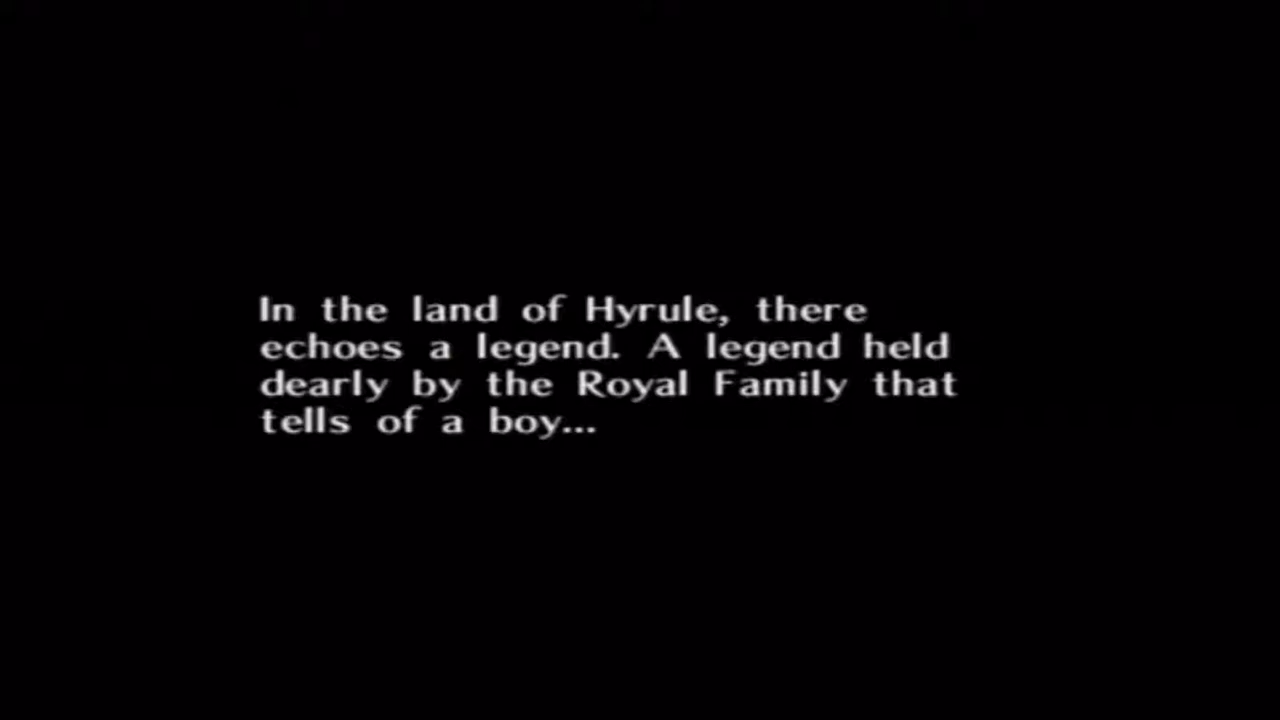 In the land of Hyrule, there
echoes a legend. A legend held
dearly by the Royal Family that
tells of a boy...